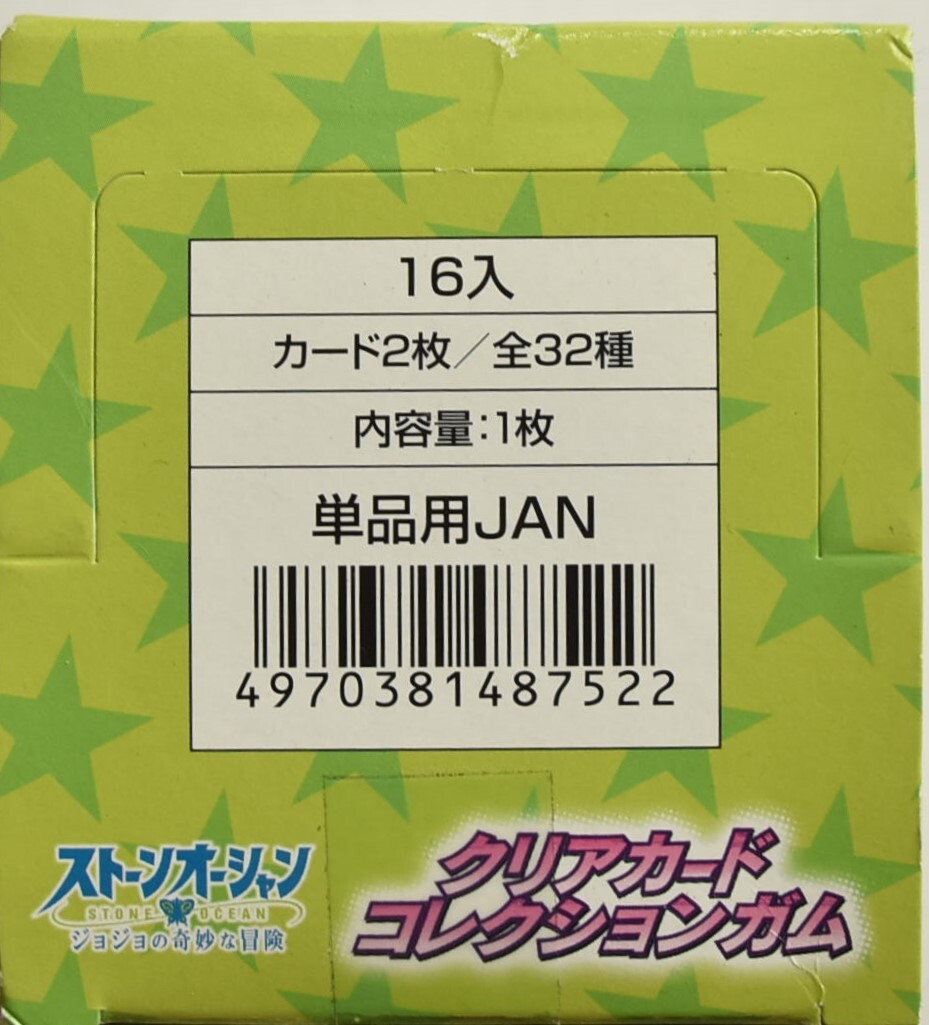 16入
カード2枚／全32種
内容量:1枚
単品用JAN
4970381487522
ストーンオーシャン
STONE OCEAN
ジョジョの奇妙な冒険
クリアカード
コレクションガム